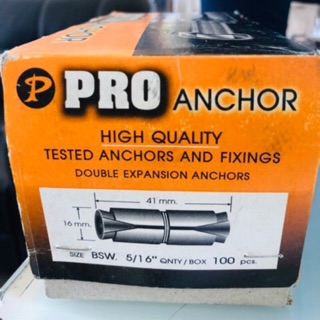 P PRO ANCHOR
HIGH QUALITY
TESTED ANCHORS AND FIXINGS
DOUBLE EXPANSION ANCHORS
41 mm.
16 mm.
SIZE BSW. 5/16" QNTY/BOX 100 pcs.